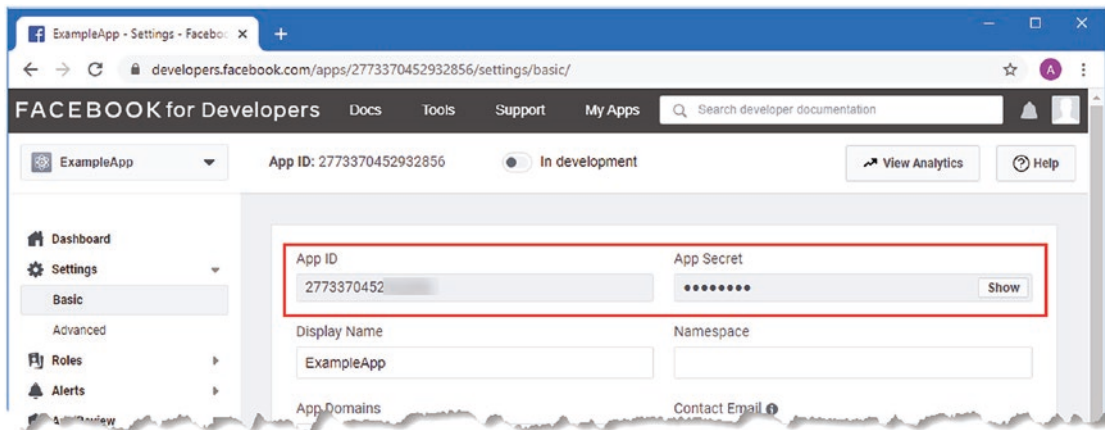 ExampleApp - Settings - Faceboo
developers.facebook.com/apps/2773370452932856/settings/basic/
A
FACEBOOK for Developers Docs Tools Support My Apps Search developer documentation
ExampleApp App ID: 2773370452932856 In development View Analytics Help
Dashboard
Settings
Basic
Advanced
Roles
Alerts
App ID App Secret
2773370452 •••••••• Show
Display Name Namespace
ExampleApp
App Domains Contact Email